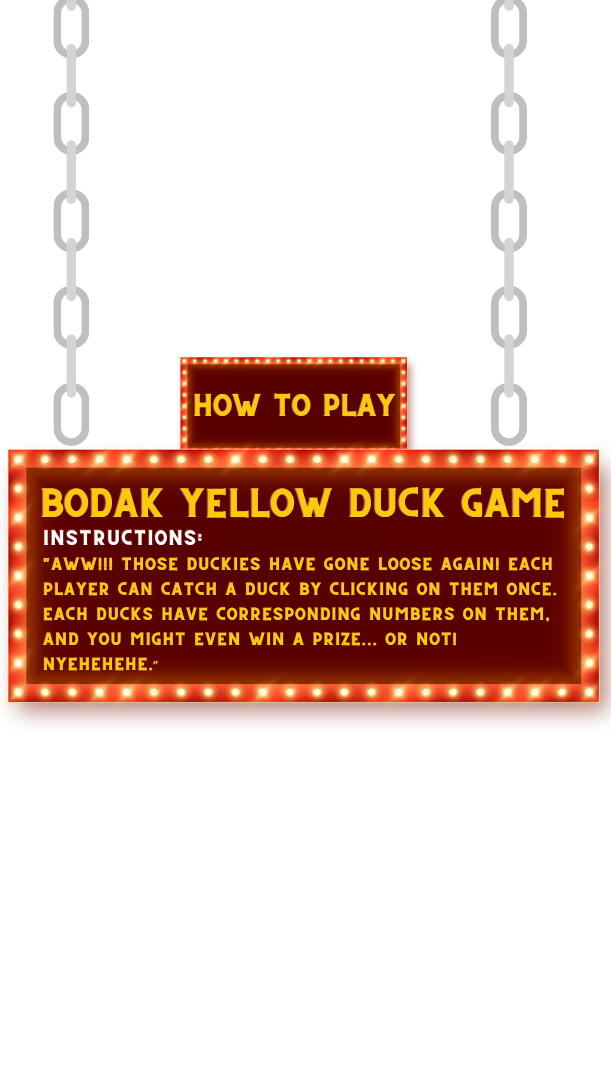 HOW TO PLAY
BODAK YELLOW DUCK GAME
INSTRUCTIONS:
"AWW!!! THOSE DUCKIES HAVE GONE LOOSE AGAIN! EACH
PLAYER CAN CATCH A DUCK BY CLICKING ON THEM ONCE.
EACH DUCKS HAVE CORRESPONDING NUMBERS ON THEM,
AND YOU MIGHT EVEN WIN A PRIZE... OR NOT!
NYEHEHEHE."